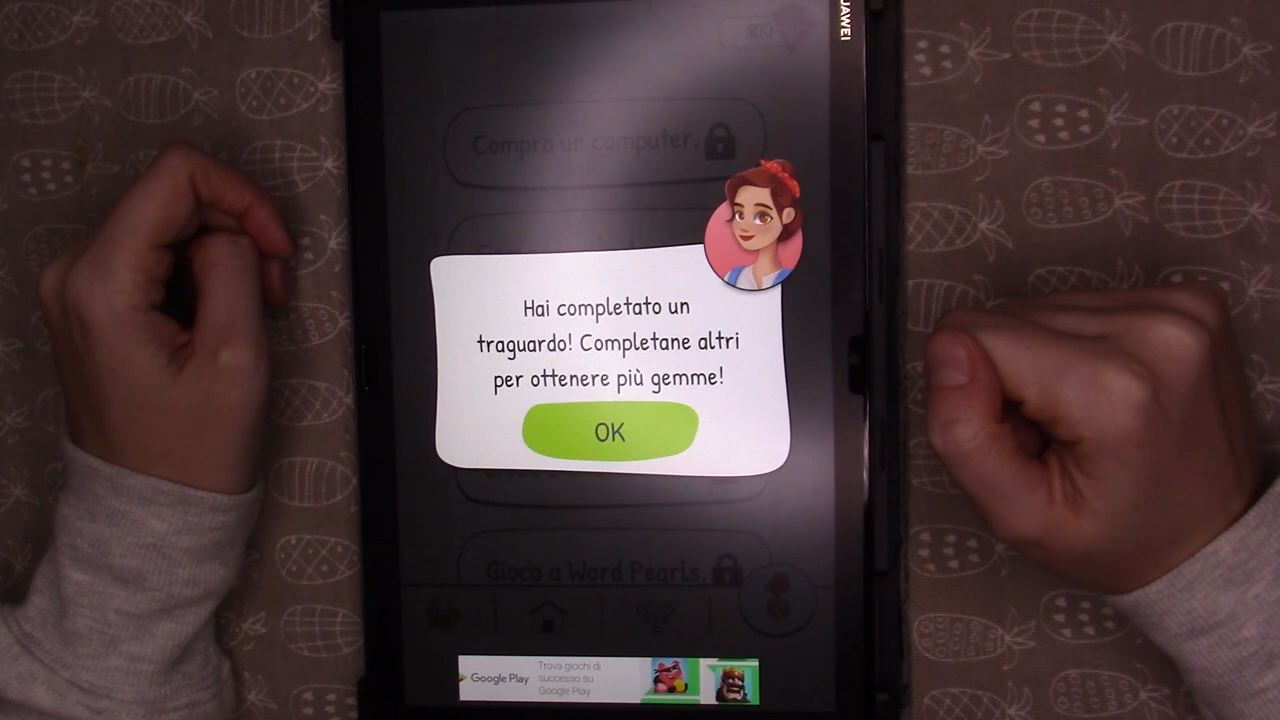 HUAWEI
Compra un computer.
Hai completato un
traguardo! Completane altri
per ottenere più gemme!
OK
Gioca a Word Pearls.
Google Play
Trova giochi di
successo su
Google Play